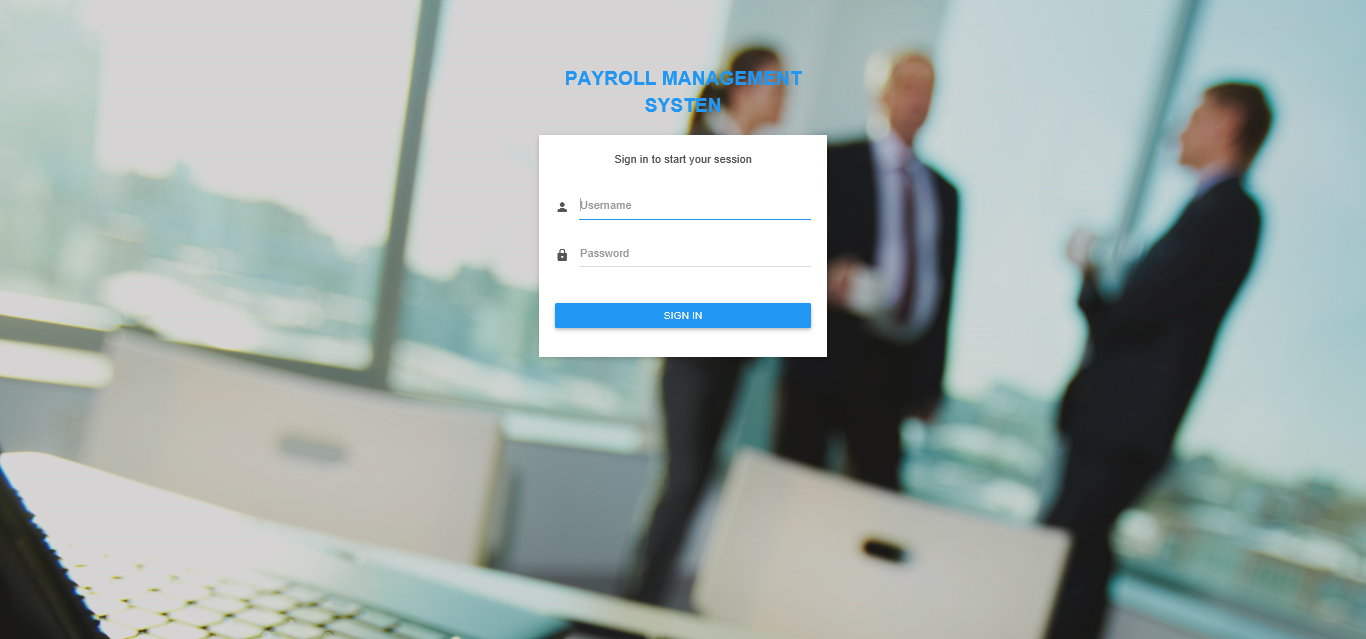 PAYROLL MANAGEMENT
SYSTEN
Sign in to start your session
Username
Password
SIGN IN